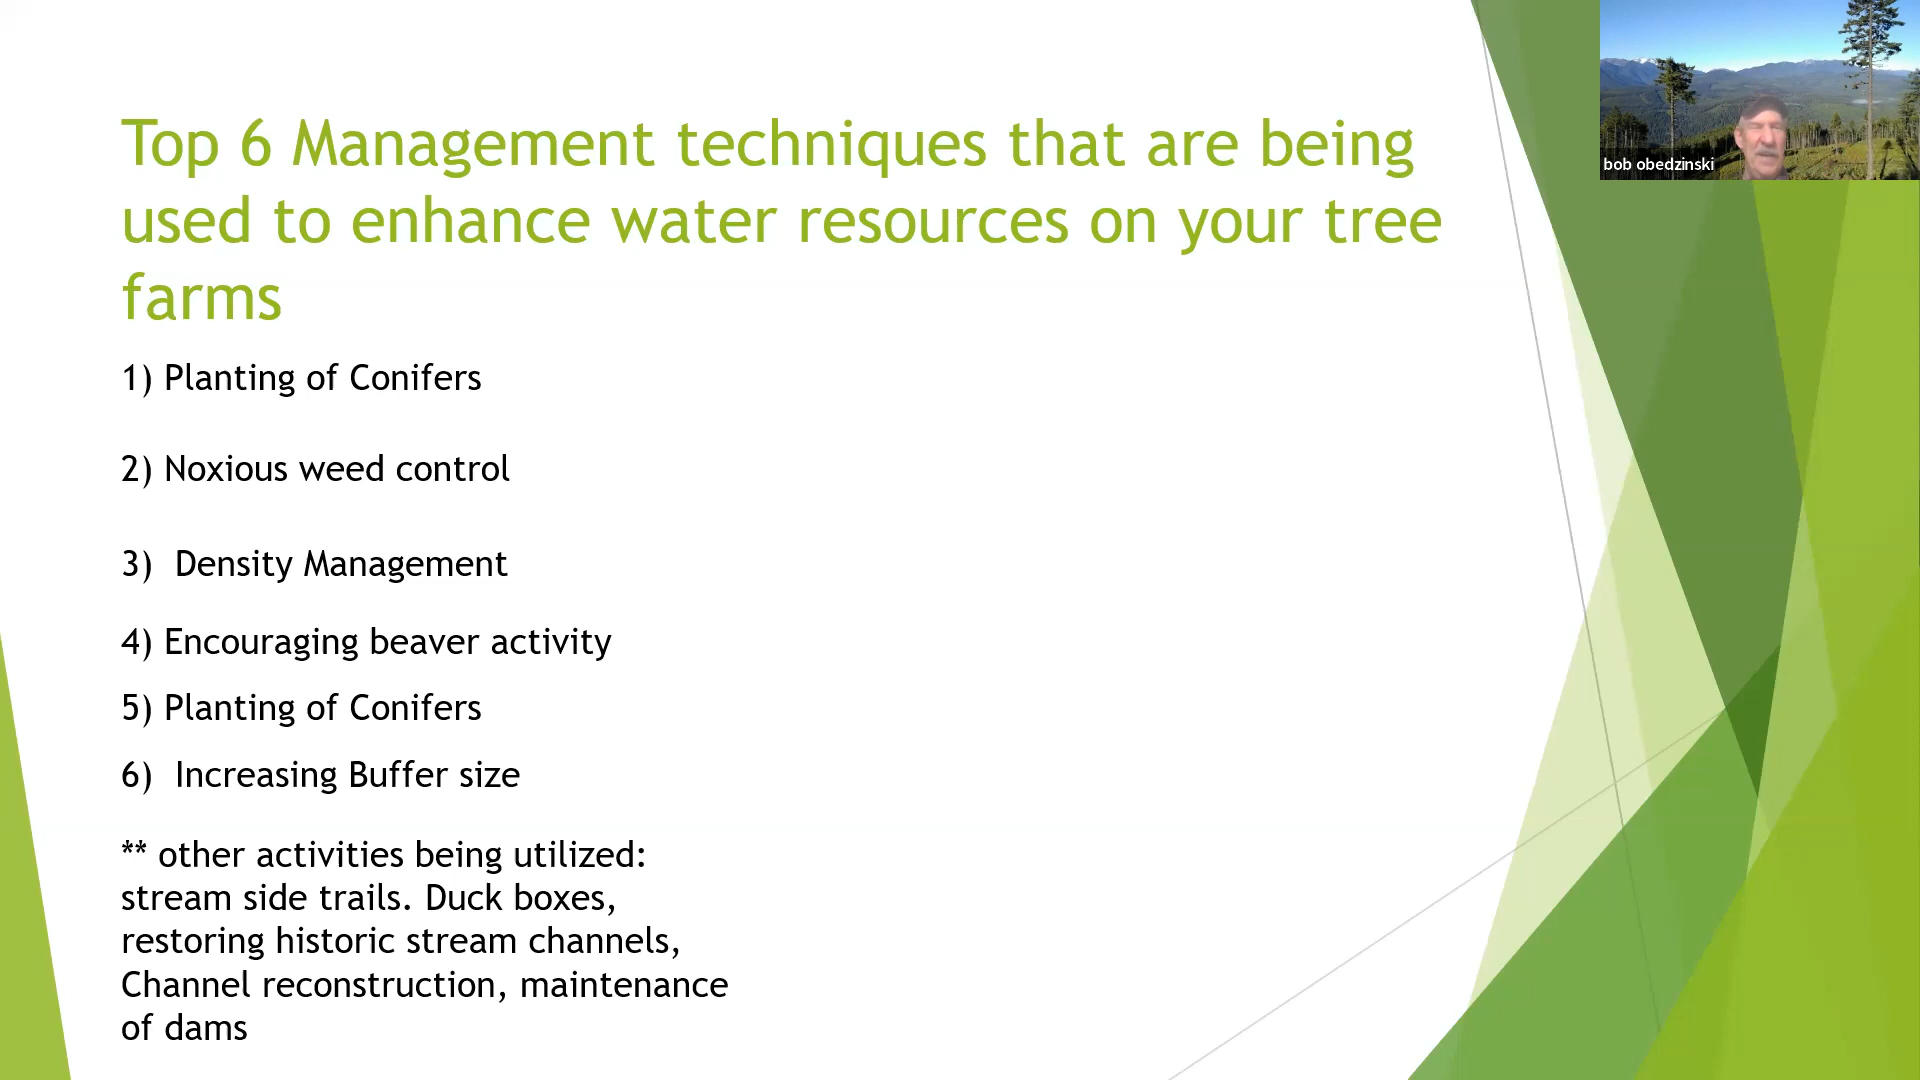 Top 6 Management techniques that are being
used to enhance water resources on your tree
farms
1) Planting of Conifers
2) Noxious weed control
3)  Density Management
4) Encouraging beaver activity
5) Planting of Conifers
6)  Increasing Buffer size
** other activities being utilized:
stream side trails. Duck boxes,
restoring historic stream channels,
Channel reconstruction, maintenance
of dams
bob obedzinski